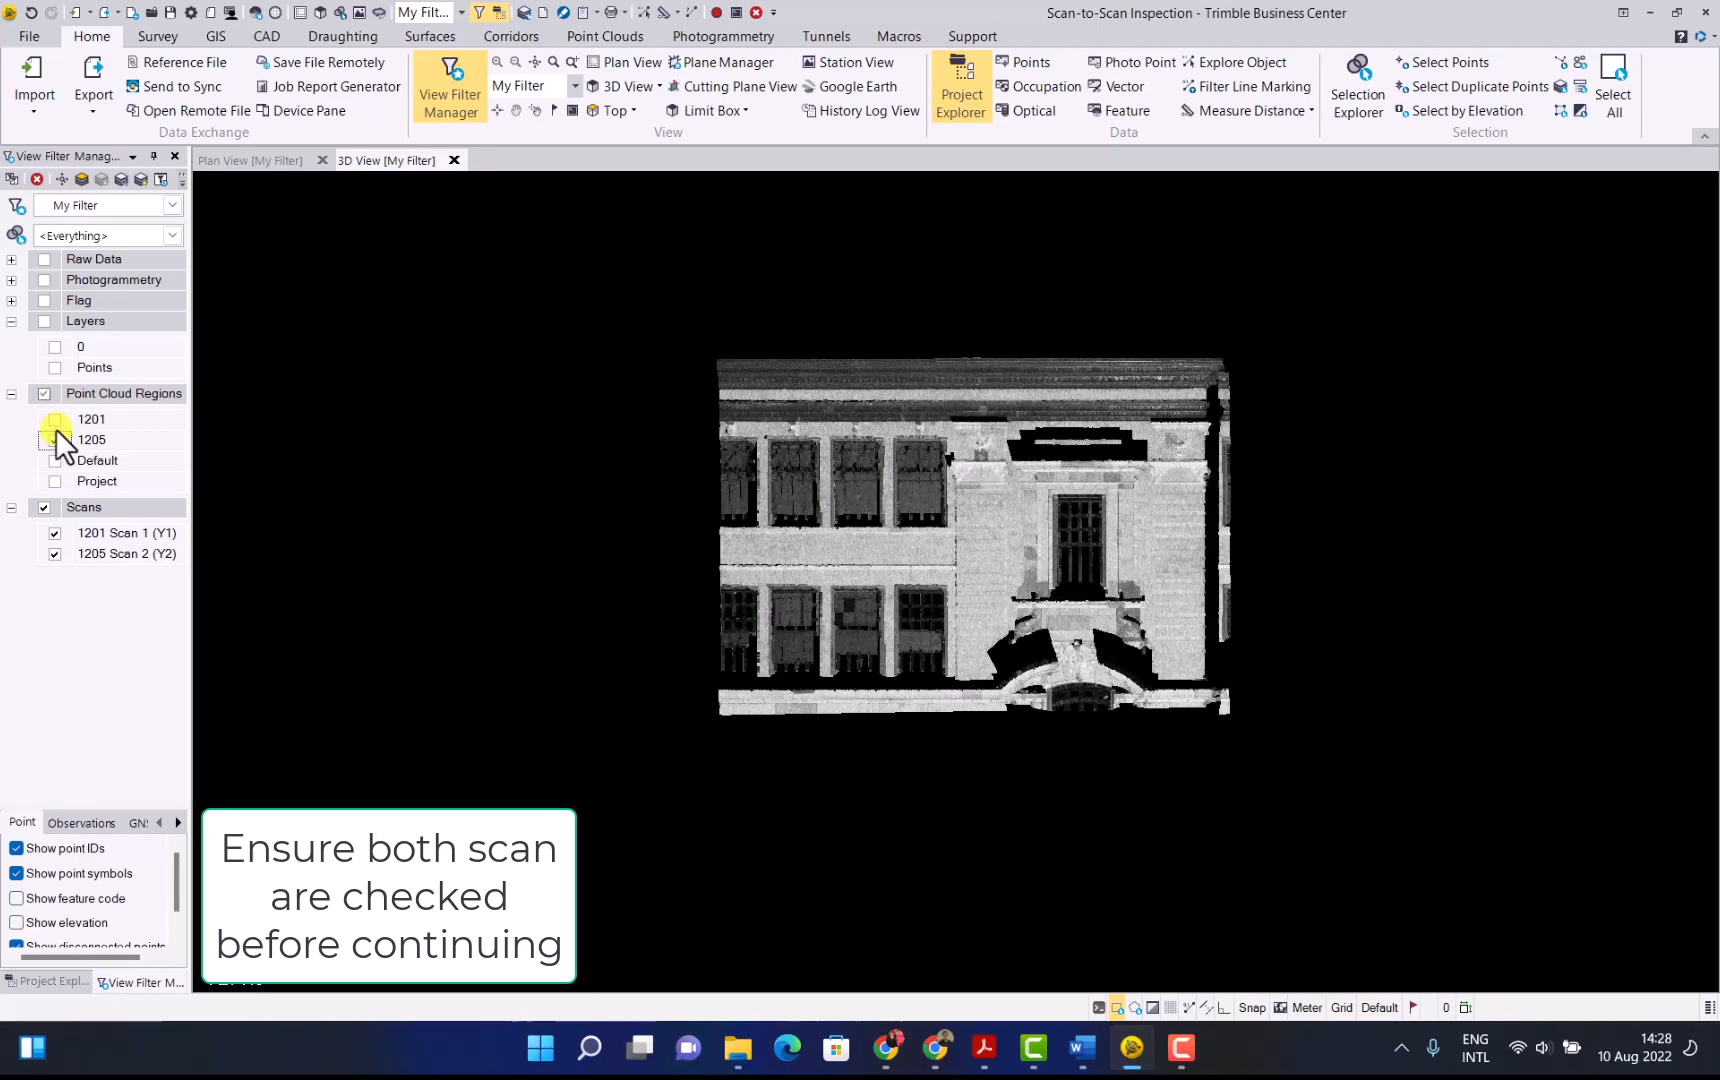 My Filt...
Scan-to-Scan Inspection - Trimble Business Center
File Home Survey GIS CAD Draughting Surfaces Corridors Point Clouds Photogrammetry Tunnels Macros Support
Import
Export
Reference File
Send to Sync
Open Remote File
Save File Remotely
Job Report Generator
Device Pane
Data Exchange
View Filter
Manager
My Filter
Plan View
3D View
Top
Plane Manager
Cutting Plane View
Limit Box
Station View
Google Earth
History Log View
View
Project
Explorer
Points
Occupation
Optical
Photo Point
Vector
Feature
Explore Object
Filter Line Marking
Measure Distance
Data
Selection
Explorer
Select Points
Select Duplicate Points
Select by Elevation
Select
All
Selection
View Filter Manag...
Plan View [My Filter]
3D View [My Filter]
My Filter
<Everything>
Raw Data
Photogrammetry
Flag
Layers
0
Points
Point Cloud Regions
1201
1205
Default
Project
Scans
1201 Scan 1 (Y1)
1205 Scan 2 (Y2)
Point Observations
Show point IDs
Show point symbols
Show feature code
Show elevation
Show disconnected points
Project Expl...
View Filter M...
Ensure both scan
are checked
before continuing
Snap Meter Grid Default 0
ENG
INTL
14:28
10 Aug 2022